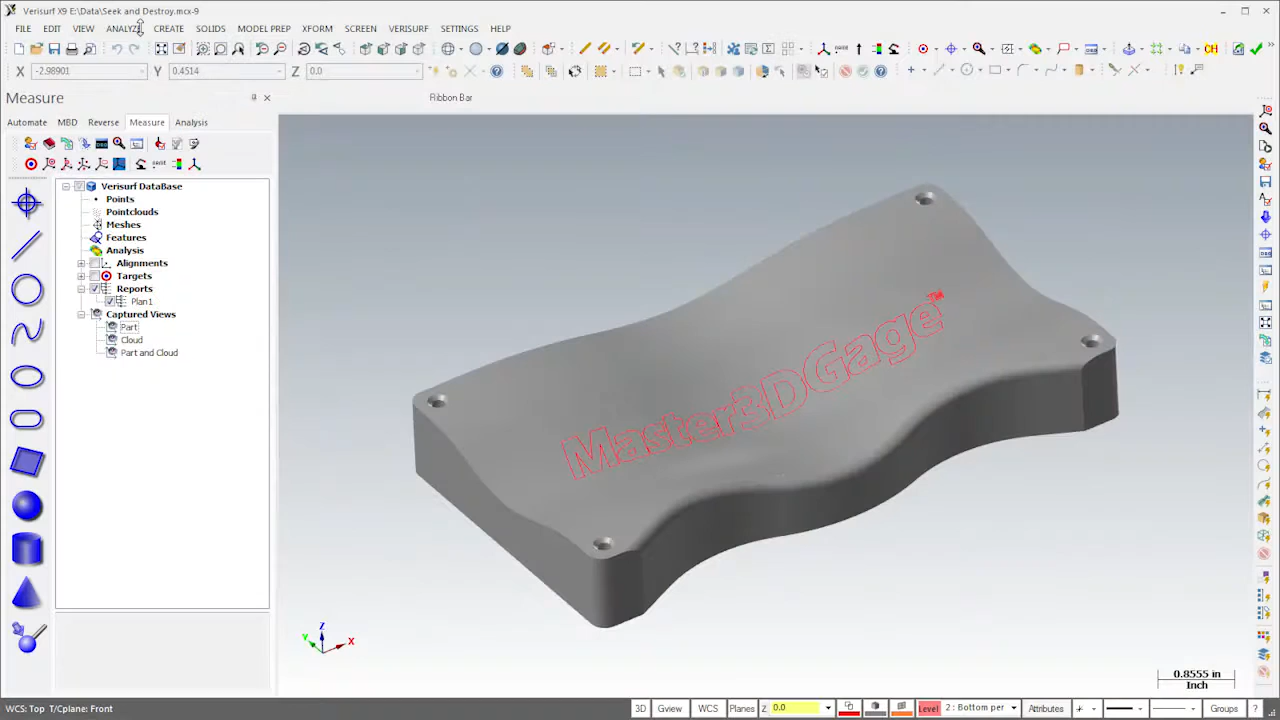 Verisurf X9 E:\Data\Seek and Destroy.mcx-9
FILE EDIT VIEW ANALYZE CREATE SOLIDS MODEL PREP XFORM SCREEN VERISURF SETTINGS HELP
X -2.98901 Y 0.4514 Z 0.0
Measure
Ribbon Bar
Automate MBD Reverse Measure Analysis
Verisurf DataBase
Points
Pointclouds
Meshes
Features
Analysis
Alignments
Targets
Reports
Plan1
Captured Views
Part
Cloud
Part and Cloud
Master3DGage™
Z
Y X
0.8555 in
Inch
WCS: Top T/Cplane: Front
3D Gview WCS Planes Z 0.0 Level 2 : Bottom per Attributes Groups ?